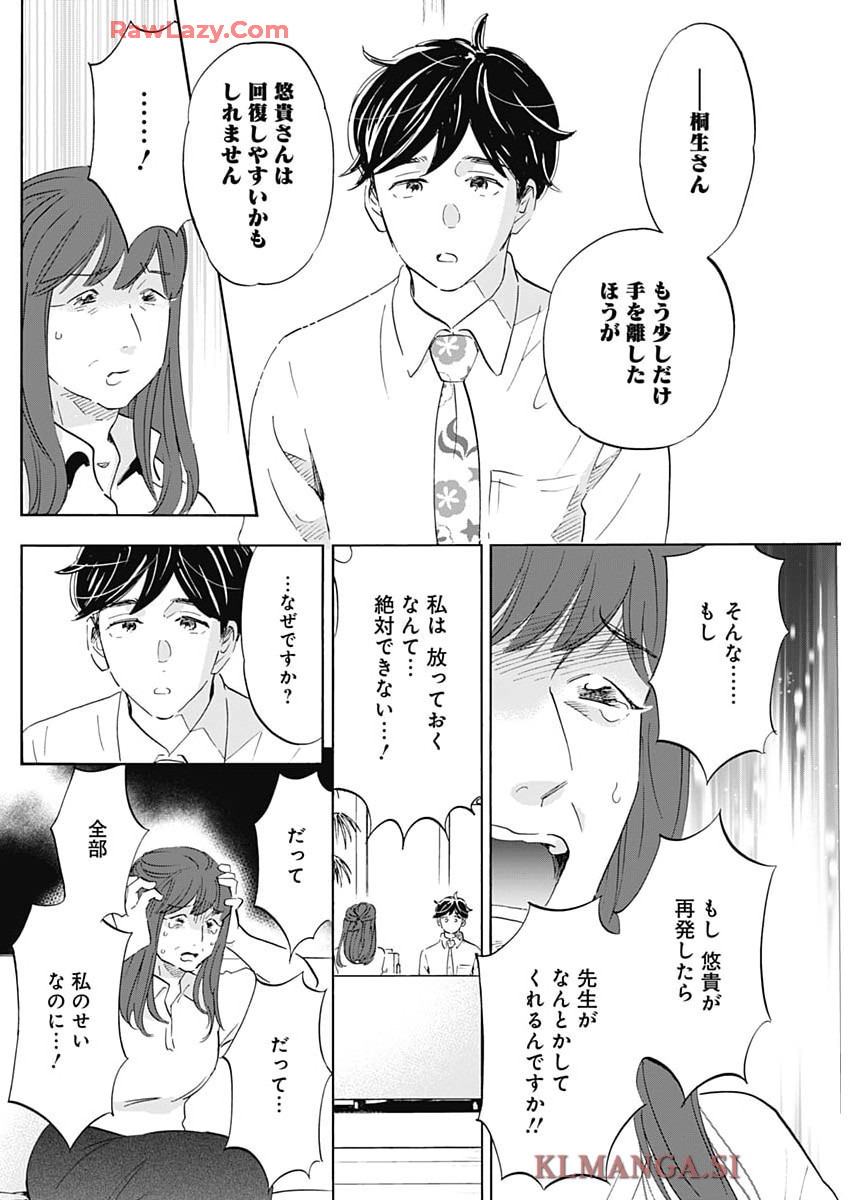 RawLazy.Com
――桐生さん
もう少しだけ
手を離した
ほうが
悠貴さんは
回復しやすいかも
しれません
……！
そんな……
もし
もし 悠貴が
再発したら
先生が
なんとかして
くれるんですか!!
私は 放っておく
なんて…
絶対できない…！
…なぜですか？
だって
全部
だって…
私のせい
なのに…！
KLMANGA.SI